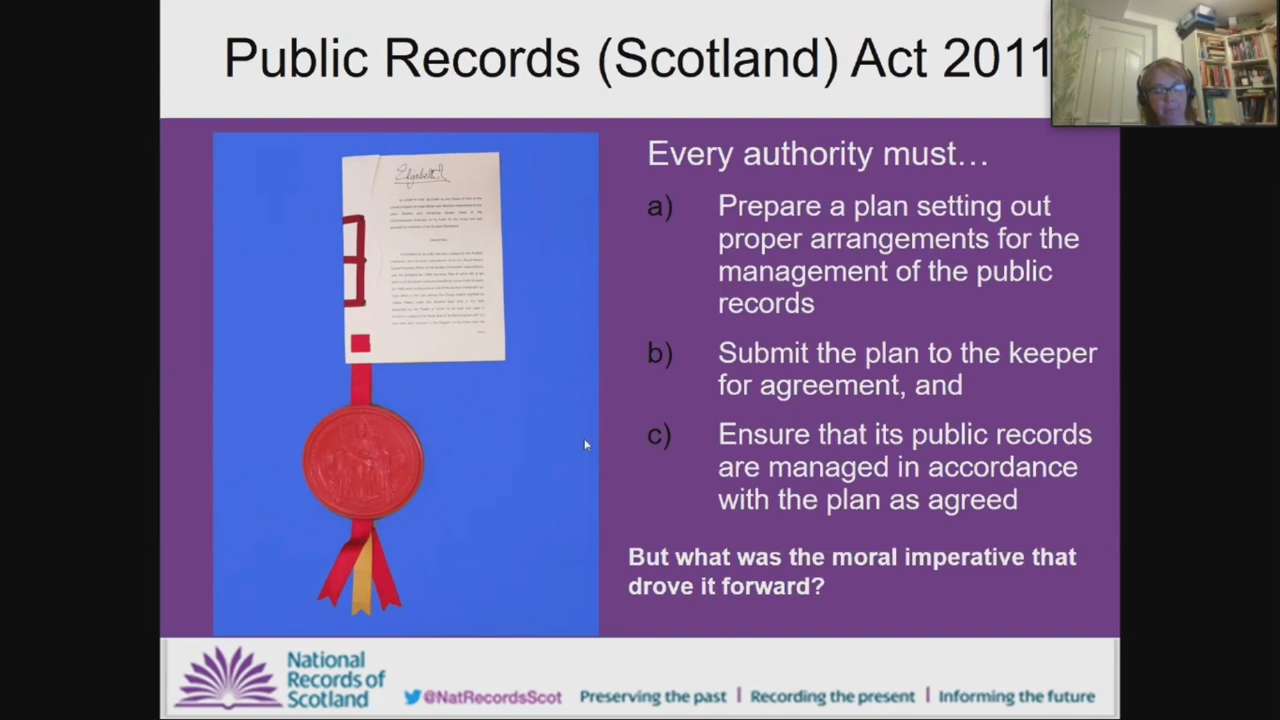 Public Records (Scotland) Act 2011
Elizabeth R
Every authority must…
a) Prepare a plan setting out
proper arrangements for the
management of the public
records
b) Submit the plan to the keeper
for agreement, and
c) Ensure that its public records
are managed in accordance
with the plan as agreed
But what was the moral imperative that
drove it forward?
National
Records of
Scotland
@NatRecordsScot Preserving the past | Recording the present | Informing the future